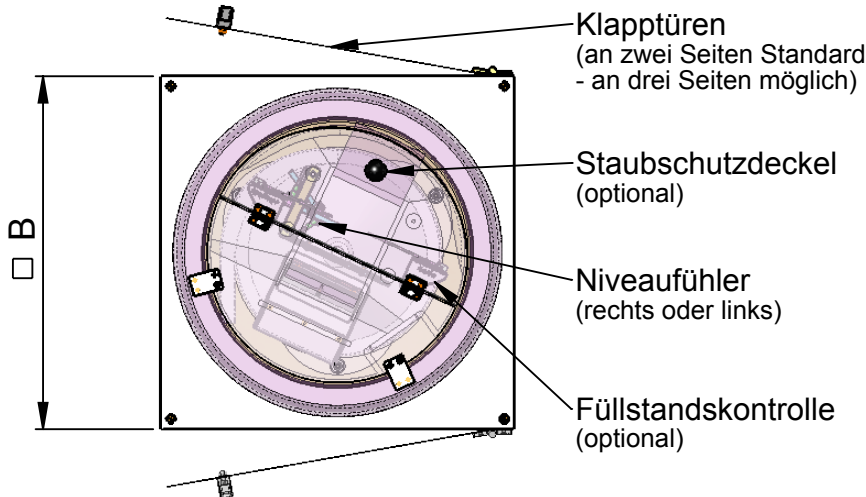 Klapptüren
(an zwei Seiten Standard
- an drei Seiten möglich)
Staubschutzdeckel
(optional)
□ B
Niveaufühler
(rechts oder links)
Füllstandskontrolle
(optional)